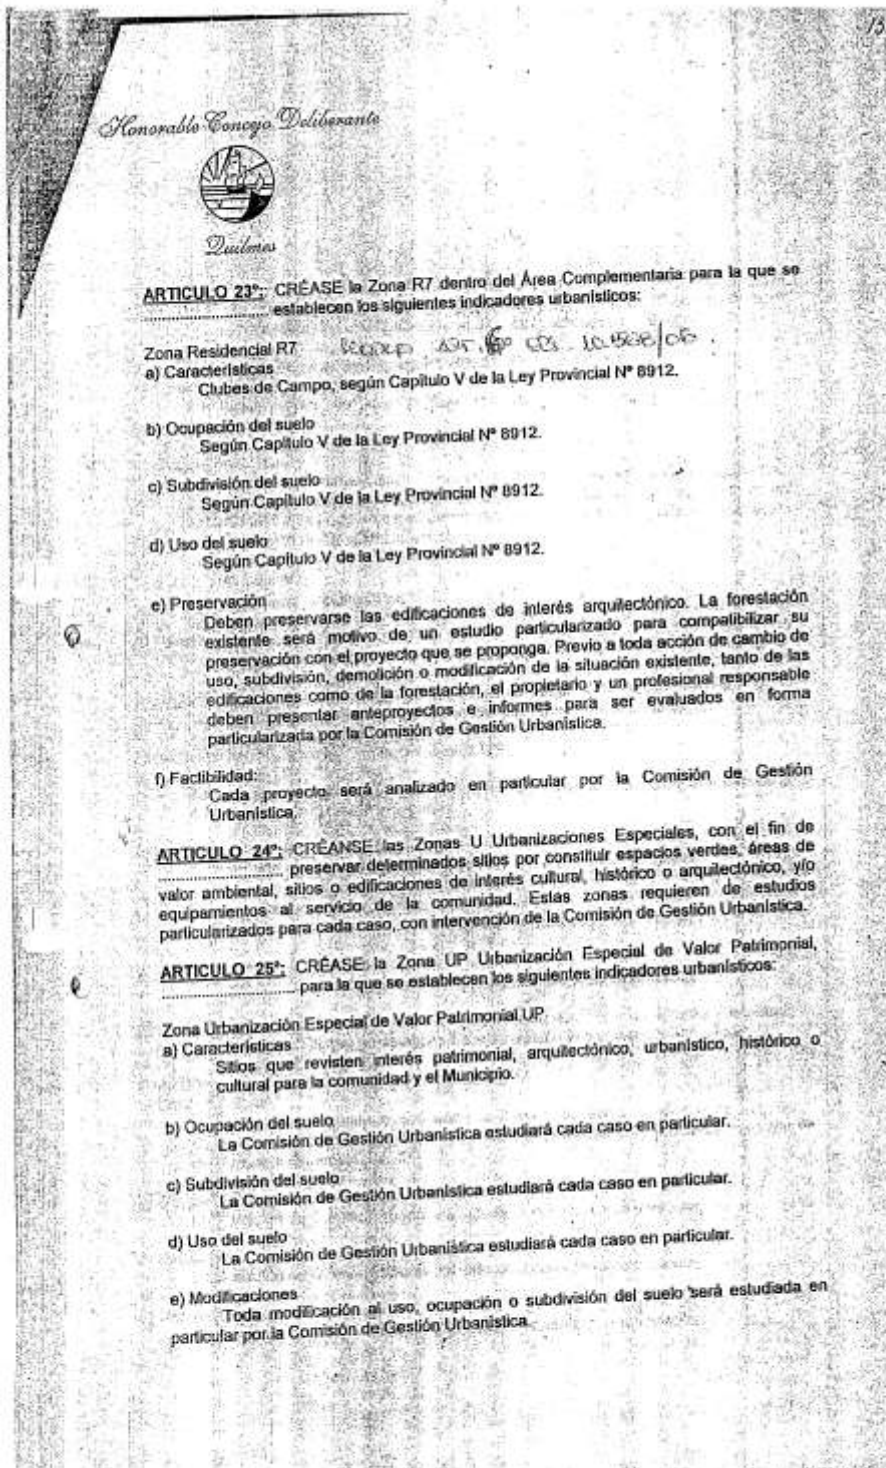 Honorable Concejo Deliberante
Quilmes
ARTICULO 23º: CRÉASE la Zona R7 dentro del Área Complementaria para la que se
........................ establecen los siguientes indicadores urbanísticos:
Zona Residencial R7
a) Características
Clubes de Campo, según Capítulo V de la Ley Provincial Nº 8912.
b) Ocupación del suelo
Según Capítulo V de la Ley Provincial Nº 8912.
c) Subdivisión del suelo
Según Capítulo V de la Ley Provincial Nº 8912.
d) Uso del suelo
Según Capítulo V de la Ley Provincial Nº 8912.
e) Preservación
Deben preservarse las edificaciones de interés arquitectónico. La forestación
existente será motivo de un estudio particularizado para compatibilizar su
preservación con el proyecto que se proponga. Previo a toda acción de cambio de
uso, subdivisión, demolición o modificación de la situación existente, tanto de las
edificaciones como de la forestación, el propietario y un profesional responsable
deben presentar anteproyectos e informes para ser evaluados en forma
particularizada por la Comisión de Gestión Urbanística.
f) Factibilidad:
Cada proyecto será analizado en particular por la Comisión de Gestión
Urbanística.
ARTICULO 24º: CRÉANSE las Zonas U Urbanizaciones Especiales, con el fin de
........................ preservar determinados sitios por constituir espacios verdes, áreas de
valor ambiental, sitios o edificaciones de interés cultural, histórico o arquitectónico, y/o
equipamientos al servicio de la comunidad. Estas zonas requieren de estudios
particularizados para cada caso, con intervención de la Comisión de Gestión Urbanística.
ARTICULO 25º: CRÉASE la Zona UP Urbanización Especial de Valor Patrimonial,
........................ para la que se establecen los siguientes indicadores urbanísticos:
Zona Urbanización Especial de Valor Patrimonial UP
a) Características
Sitios que revisten interés patrimonial, arquitectónico, urbanístico, histórico o
cultural para la comunidad y el Municipio.
b) Ocupación del suelo
La Comisión de Gestión Urbanística estudiará cada caso en particular.
c) Subdivisión del suelo
La Comisión de Gestión Urbanística estudiará cada caso en particular.
d) Uso del suelo
La Comisión de Gestión Urbanística estudiará cada caso en particular.
e) Modificaciones
Toda modificación al uso, ocupación o subdivisión del suelo será estudiada en
particular por la Comisión de Gestión Urbanística.